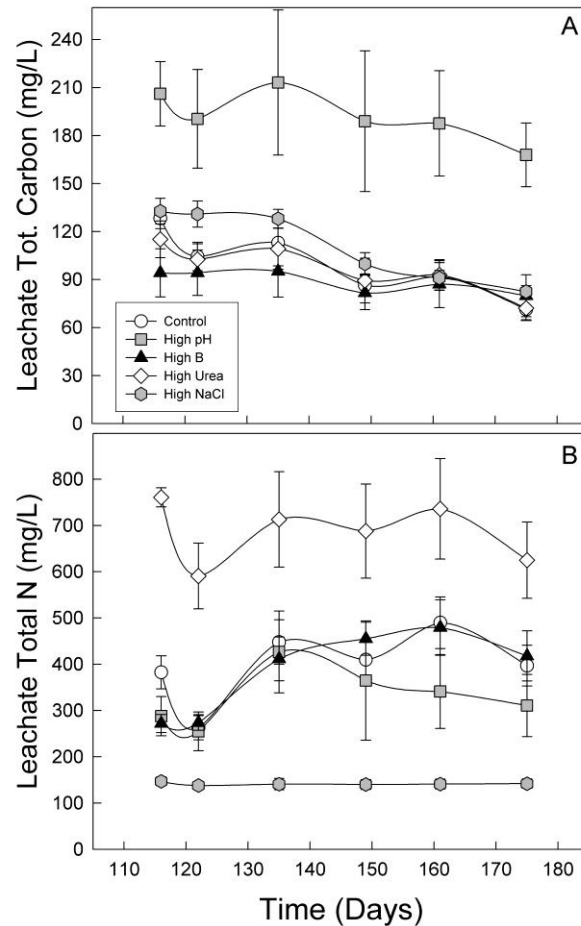 A
Leachate Tot. Carbon (mg/L)
240
210
180
150
120
90
60
30
0
Control
High pH
High B
High Urea
High NaCl
B
Leachate Total N (mg/L)
800
700
600
500
400
300
200
100
0
110 120 130 140 150 160 170 180
Time (Days)